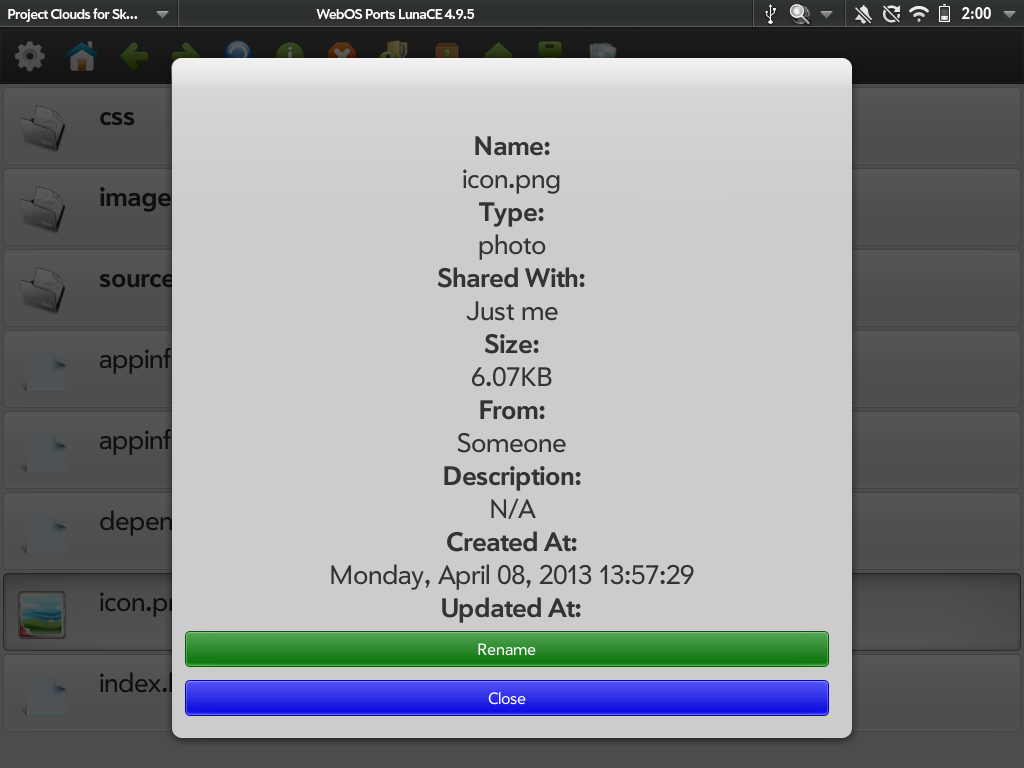 Project Clouds for Sk...
WebOS Ports LunaCE 4.9.5
2:00
css
image
source
appinf
appinf
depen
icon.p
index.
Name:
icon.png
Type:
photo
Shared With:
Just me
Size:
6.07KB
From:
Someone
Description:
N/A
Created At:
Monday, April 08, 2013 13:57:29
Updated At:
Rename
Close